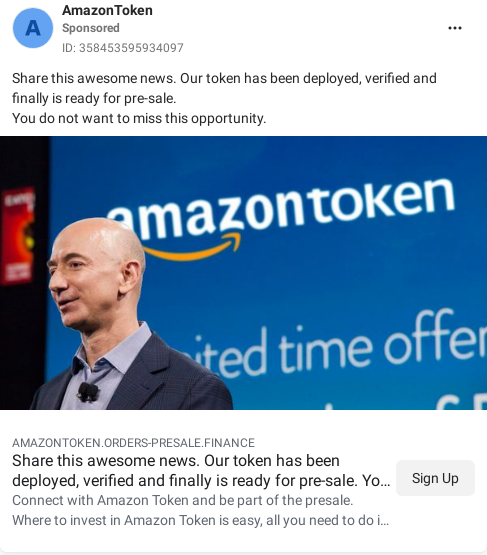 AmazonToken
Sponsored
ID: 358453595934097
Share this awesome news. Our token has been deployed, verified and
finally is ready for pre-sale.
You do not want to miss this opportunity.
amazontoken
ited time offer
AMAZONTOKEN.ORDERS-PRESALE.FINANCE
Share this awesome news. Our token has been
deployed, verified and finally is ready for pre-sale. Yo...
Sign Up
Connect with Amazon Token and be part of the presale.
Where to invest in Amazon Token is easy, all you need to do i...